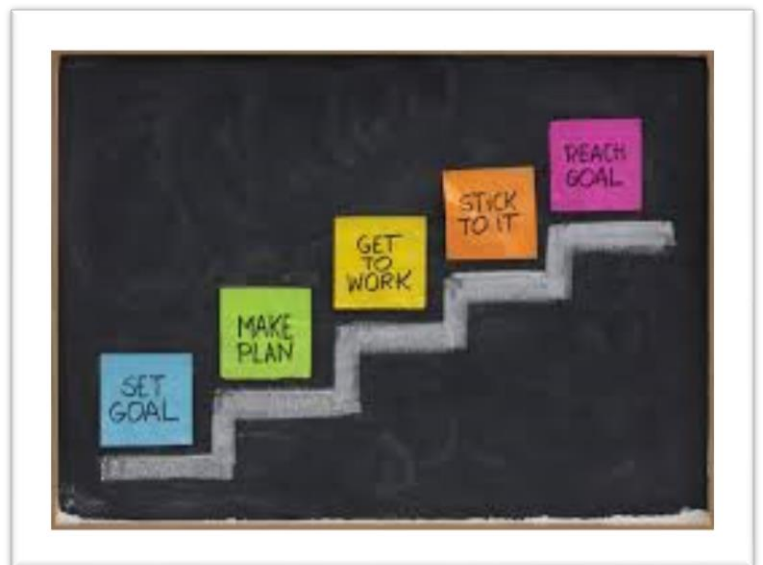 SET
GOAL
MAKE
PLAN
GET
TO
WORK
STICK
TO IT
REACH
GOAL